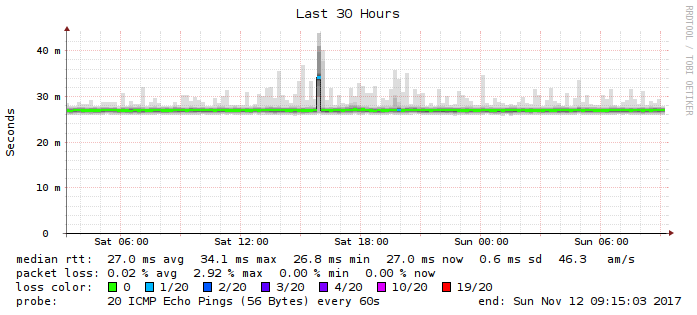 Last 30 Hours
RRDTOOL / TOBI OETIKER
Seconds
40 m
30 m
20 m
10 m
0
Sat 06:00 Sat 12:00 Sat 18:00 Sun 00:00 Sun 06:00
median rtt: 27.0 ms avg 34.1 ms max 26.8 ms min 27.0 ms now 0.6 ms sd 46.3 am/s
packet loss: 0.02 % avg 2.92 % max 0.00 % min 0.00 % now
loss color: 0 1/20 2/20 3/20 4/20 10/20 19/20
probe: 20 ICMP Echo Pings (56 Bytes) every 60s end: Sun Nov 12 09:15:03 2017